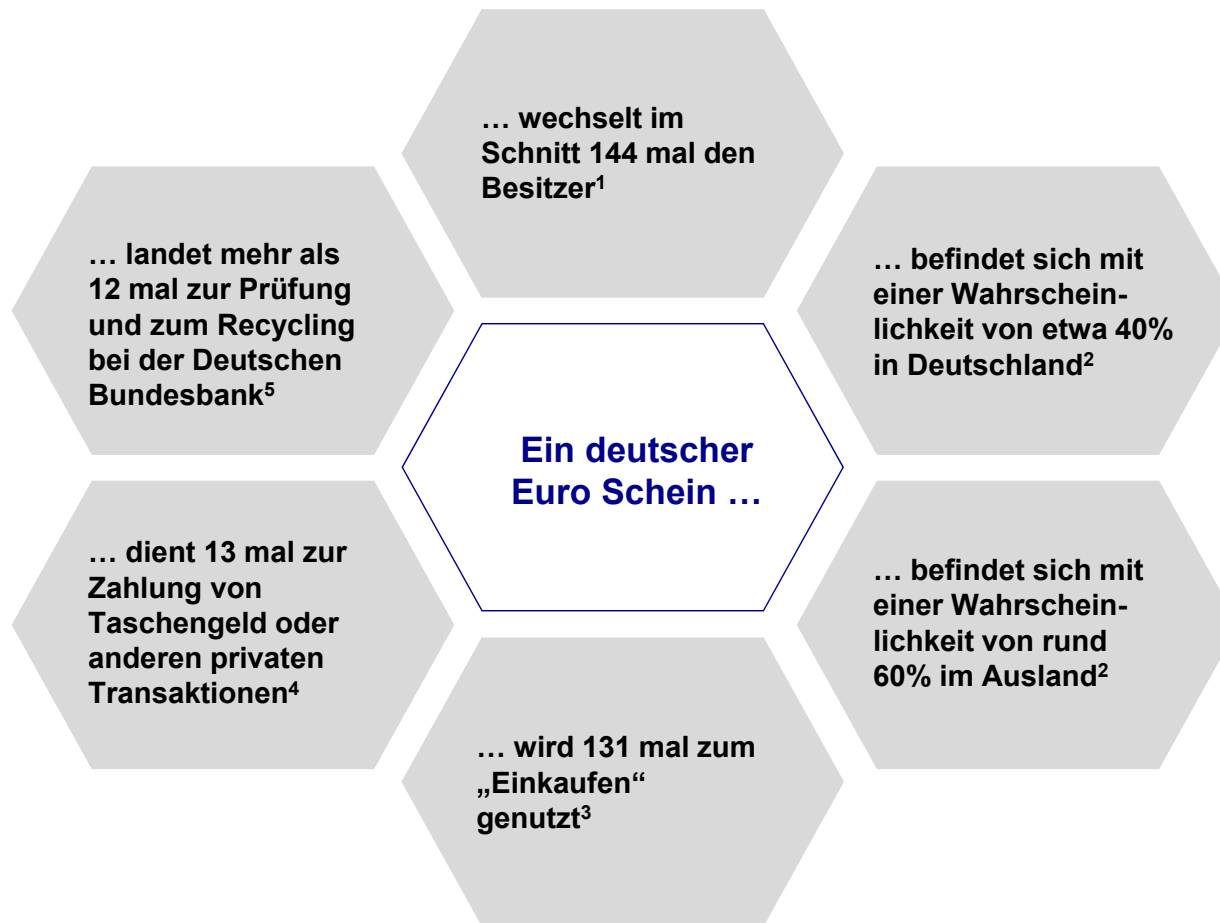 … wechselt im
Schnitt 144 mal den
Besitzer¹
… landet mehr als
12 mal zur Prüfung
und zum Recycling
bei der Deutschen
Bundesbank⁵
… befindet sich mit
einer Wahrschein-
lichkeit von etwa 40%
in Deutschland²
Ein deutscher
Euro Schein …
… dient 13 mal zur
Zahlung von
Taschengeld oder
anderen privaten
Transaktionen⁴
… befindet sich mit
einer Wahrschein-
lichkeit von rund
60% im Ausland²
… wird 131 mal zum
„Einkaufen“
genutzt³